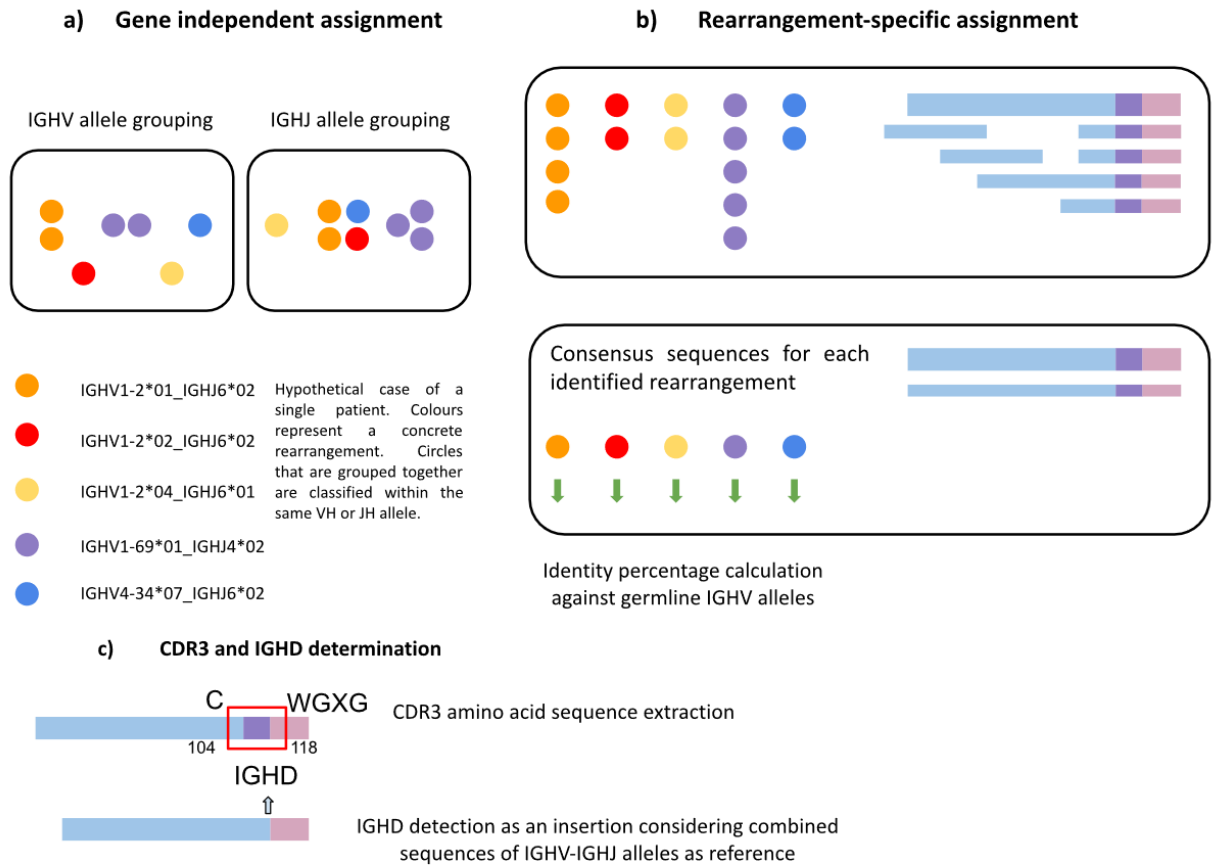 a) Gene independent assignment
IGHV allele grouping
IGHJ allele grouping
IGHV1-2*01_IGHJ6*02
IGHV1-2*02_IGHJ6*02
IGHV1-2*04_IGHJ6*01
IGHV1-69*01_IGHJ4*02
IGHV4-34*07_IGHJ6*02
Hypothetical case of a
single patient. Colours
represent a concrete
rearrangement. Circles
that are grouped together
are classified within the
same VH or JH allele.
b) Rearrangement-specific assignment
Consensus sequences for each
identified rearrangement
Identity percentage calculation
against germline IGHV alleles
c) CDR3 and IGHD determination
C
WGXG
104
118
CDR3 amino acid sequence extraction
IGHD
IGHD detection as an insertion considering combined
sequences of IGHV-IGHJ alleles as reference